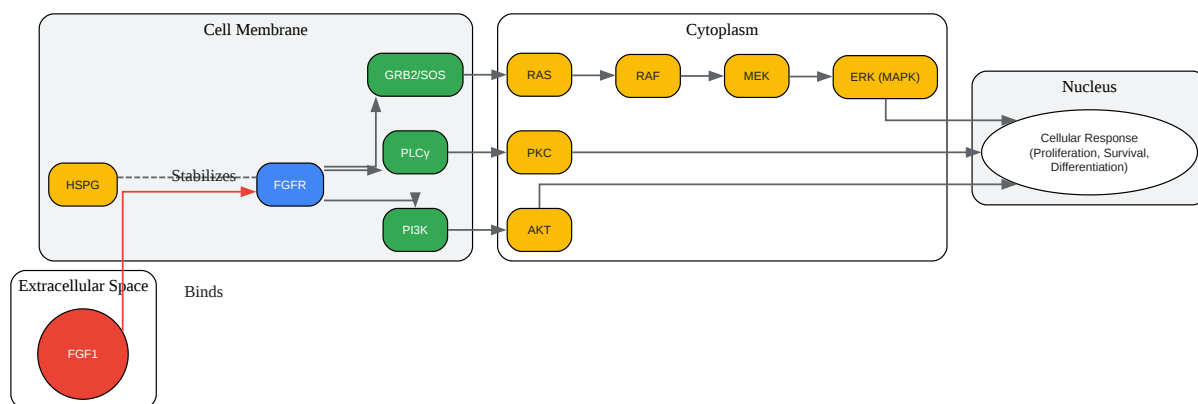 Cell Membrane
Cytoplasm
Nucleus
GRB2/SOS
RAS
RAF
MEK
ERK (MAPK)
PLCγ
PKC
Cellular Response
(Proliferation, Survival,
Differentiation)
HSPG
Stabilizes
FGFR
PI3K
AKT
Extracellular Space
Binds
FGF1